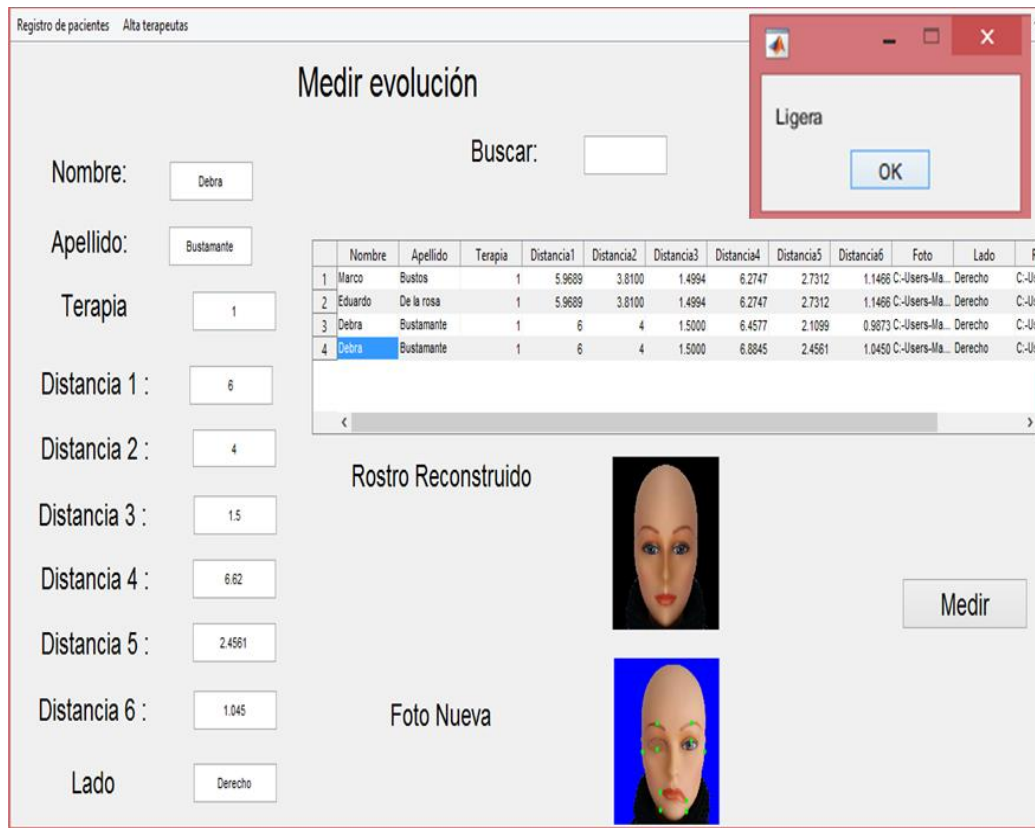 Registro de pacientes Alta terapeutas
Medir evolución
Ligera
OK
Buscar:
Nombre: Debra
Apellido: Bustamante
Terapia 1
Distancia 1 : 6
Distancia 2 : 4
Distancia 3 : 1.5
Distancia 4 : 6.62
Distancia 5 : 2.4561
Distancia 6 : 1.045
Lado Derecho
Nombre Apellido Terapia Distancia1 Distancia2 Distancia3 Distancia4 Distancia5 Distancia6 Foto Lado
1 Marco Bustos 1 5.9689 3.8100 1.4994 6.2747 2.7312 1.1466 C:-Users-Ma... Derecho C:-Us
2 Eduardo De la rosa 1 5.9689 3.8100 1.4994 6.2747 2.7312 1.1466 C:-Users-Ma... Derecho C:-Us
3 Debra Bustamante 1 6 4 1.5000 6.4577 2.1099 0.9873 C:-Users-Ma... Derecho C:-Us
4 Debra Bustamante 1 6 4 1.5000 6.8845 2.4561 1.0450 C:-Users-Ma... Derecho C:-Us
Rostro Reconstruido
Medir
Foto Nueva